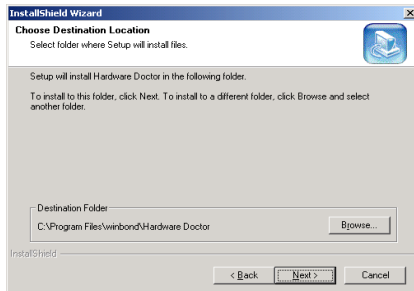 InstallShield Wizard
Choose Destination Location
Select folder where Setup will install files.
Setup will install Hardware Doctor in the following folder.
To install to this folder, click Next. To install to a different folder, click Browse and select
another folder.
Destination Folder
C:\Program Files\winbond\Hardware Doctor
Browse...
InstallShield
< Back
Next >
Cancel